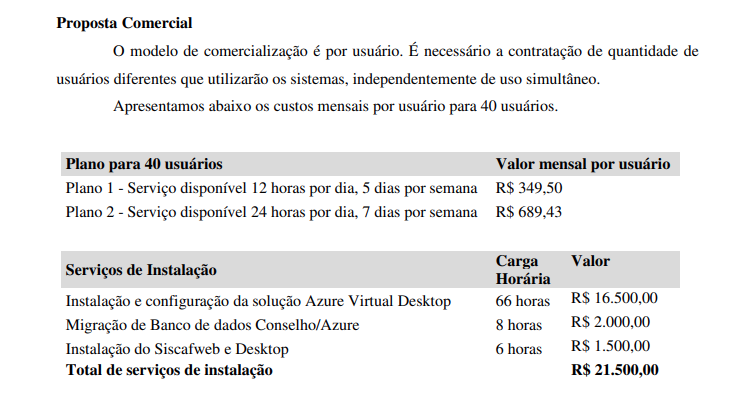 Proposta Comercial
O modelo de comercialização é por usuário. É necessário a contratação de quantidade de
usuários diferentes que utilizarão os sistemas, independentemente de uso simultâneo.
Apresentamos abaixo os custos mensais por usuário para 40 usuários.
Plano para 40 usuários Valor mensal por usuário
Plano 1 - Serviço disponível 12 horas por dia, 5 dias por semana R$ 349,50
Plano 2 - Serviço disponível 24 horas por dia, 7 dias por semana R$ 689,43
Serviços de Instalação Carga Horária Valor
Instalação e configuração da solução Azure Virtual Desktop 66 horas R$ 16.500,00
Migração de Banco de dados Conselho/Azure 8 horas R$ 2.000,00
Instalação do Siscafweb e Desktop 6 horas R$ 1.500,00
Total de serviços de instalação R$ 21.500,00